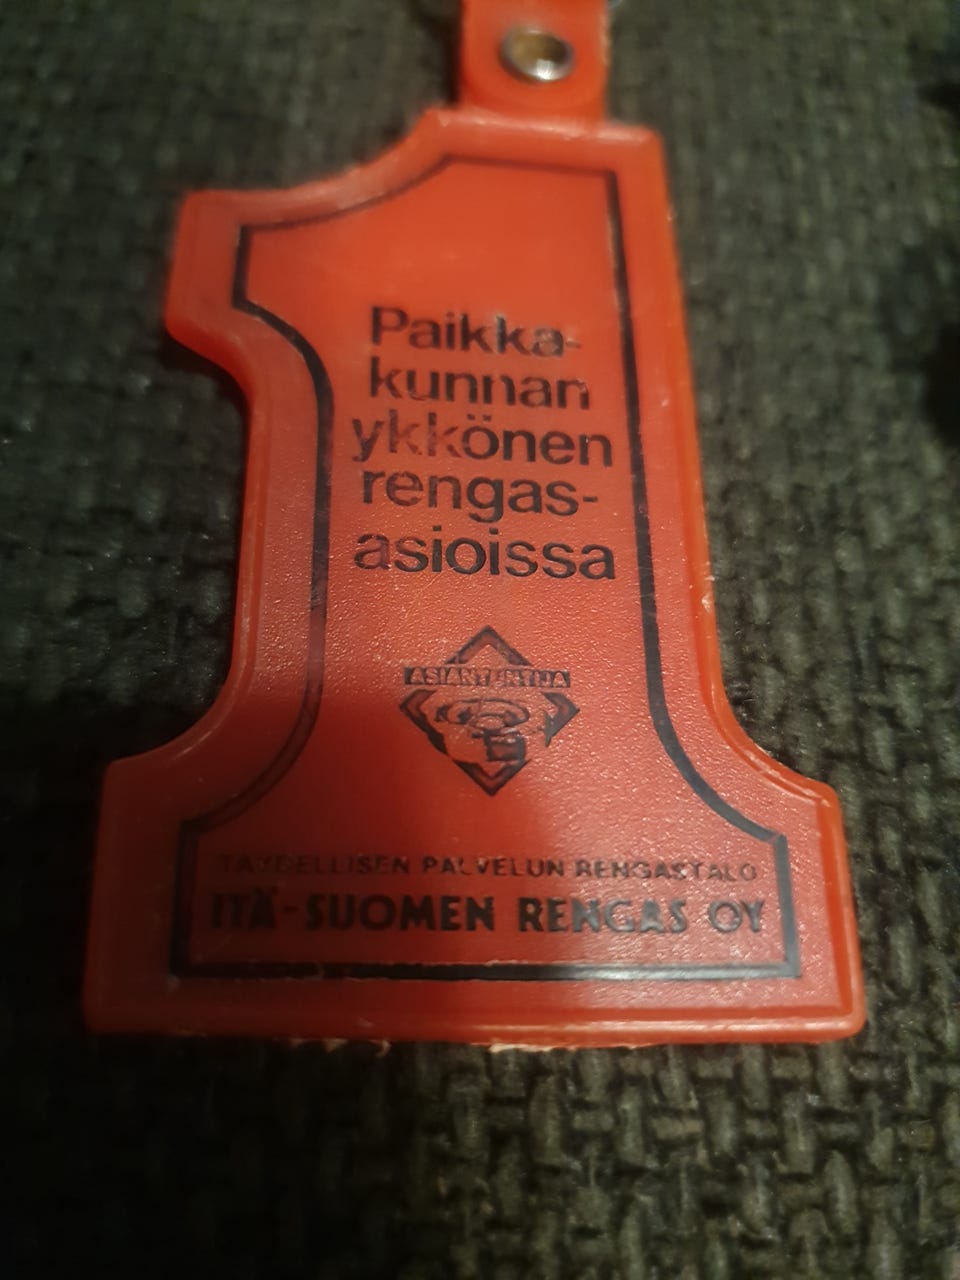 Paikka-
kunnan
ykkönen
rengas-
asioissa
ASIANTUNTIJA
TÄYDELLISEN PALVELUN RENGASTALO
ITÄ-SUOMEN RENGAS OY